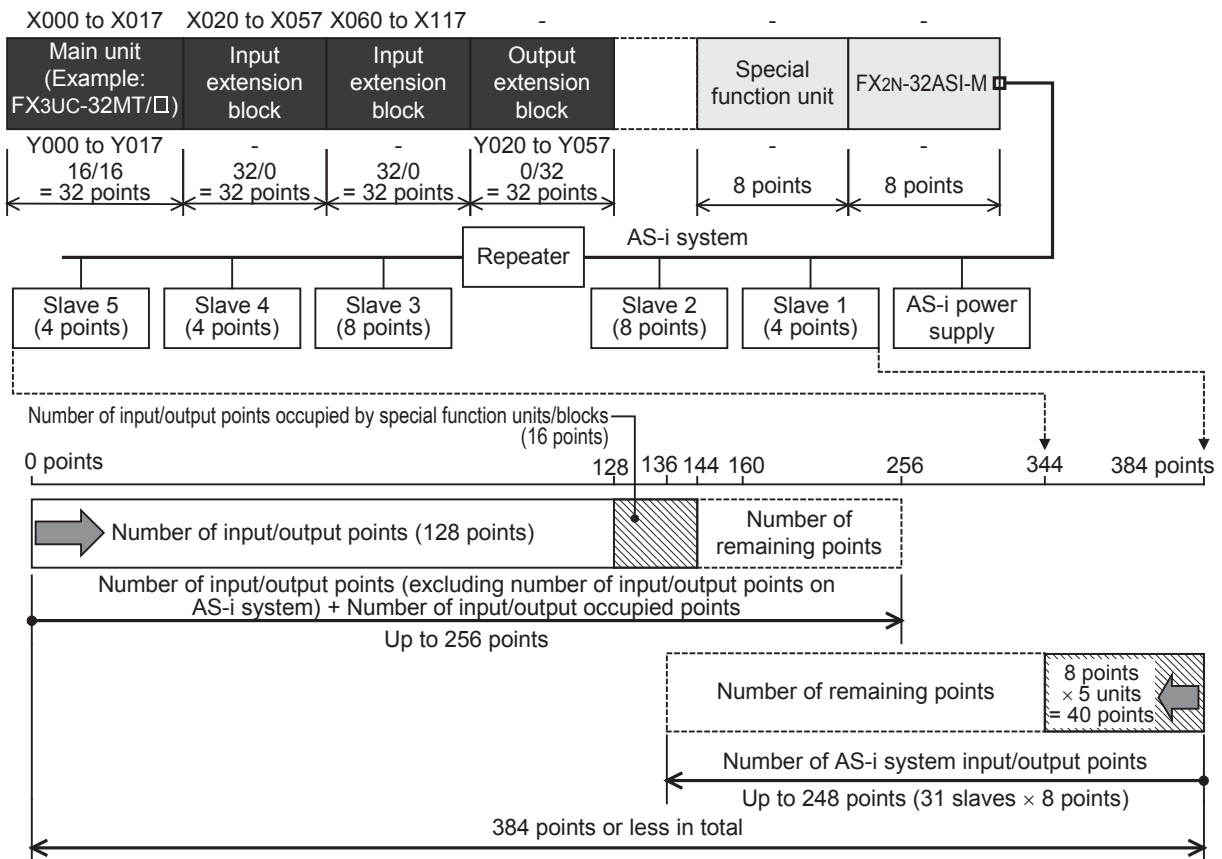 X000 to X017 X020 to X057 X060 to X117 - - -
Main unit
(Example:
FX3UC-32MT/□)
Input
extension
block
Input
extension
block
Output
extension
block
Special
function unit
FX2N-32ASI-M
Y000 to Y017 - - Y020 to Y057 - -
16/16
= 32 points
32/0
= 32 points
32/0
= 32 points
0/32
= 32 points
8 points
8 points
AS-i system
Repeater
Slave 5
(4 points)
Slave 4
(4 points)
Slave 3
(8 points)
Slave 2
(8 points)
Slave 1
(4 points)
AS-i power
supply
Number of input/output points occupied by special function units/blocks
(16 points)
0 points 128 136 144 160 256 344 384 points
Number of input/output points (128 points)
Number of
remaining points
Number of input/output points (excluding number of input/output points on
AS-i system) + Number of input/output occupied points
Up to 256 points
Number of remaining points
8 points
× 5 units
= 40 points
Number of AS-i system input/output points
Up to 248 points (31 slaves × 8 points)
384 points or less in total